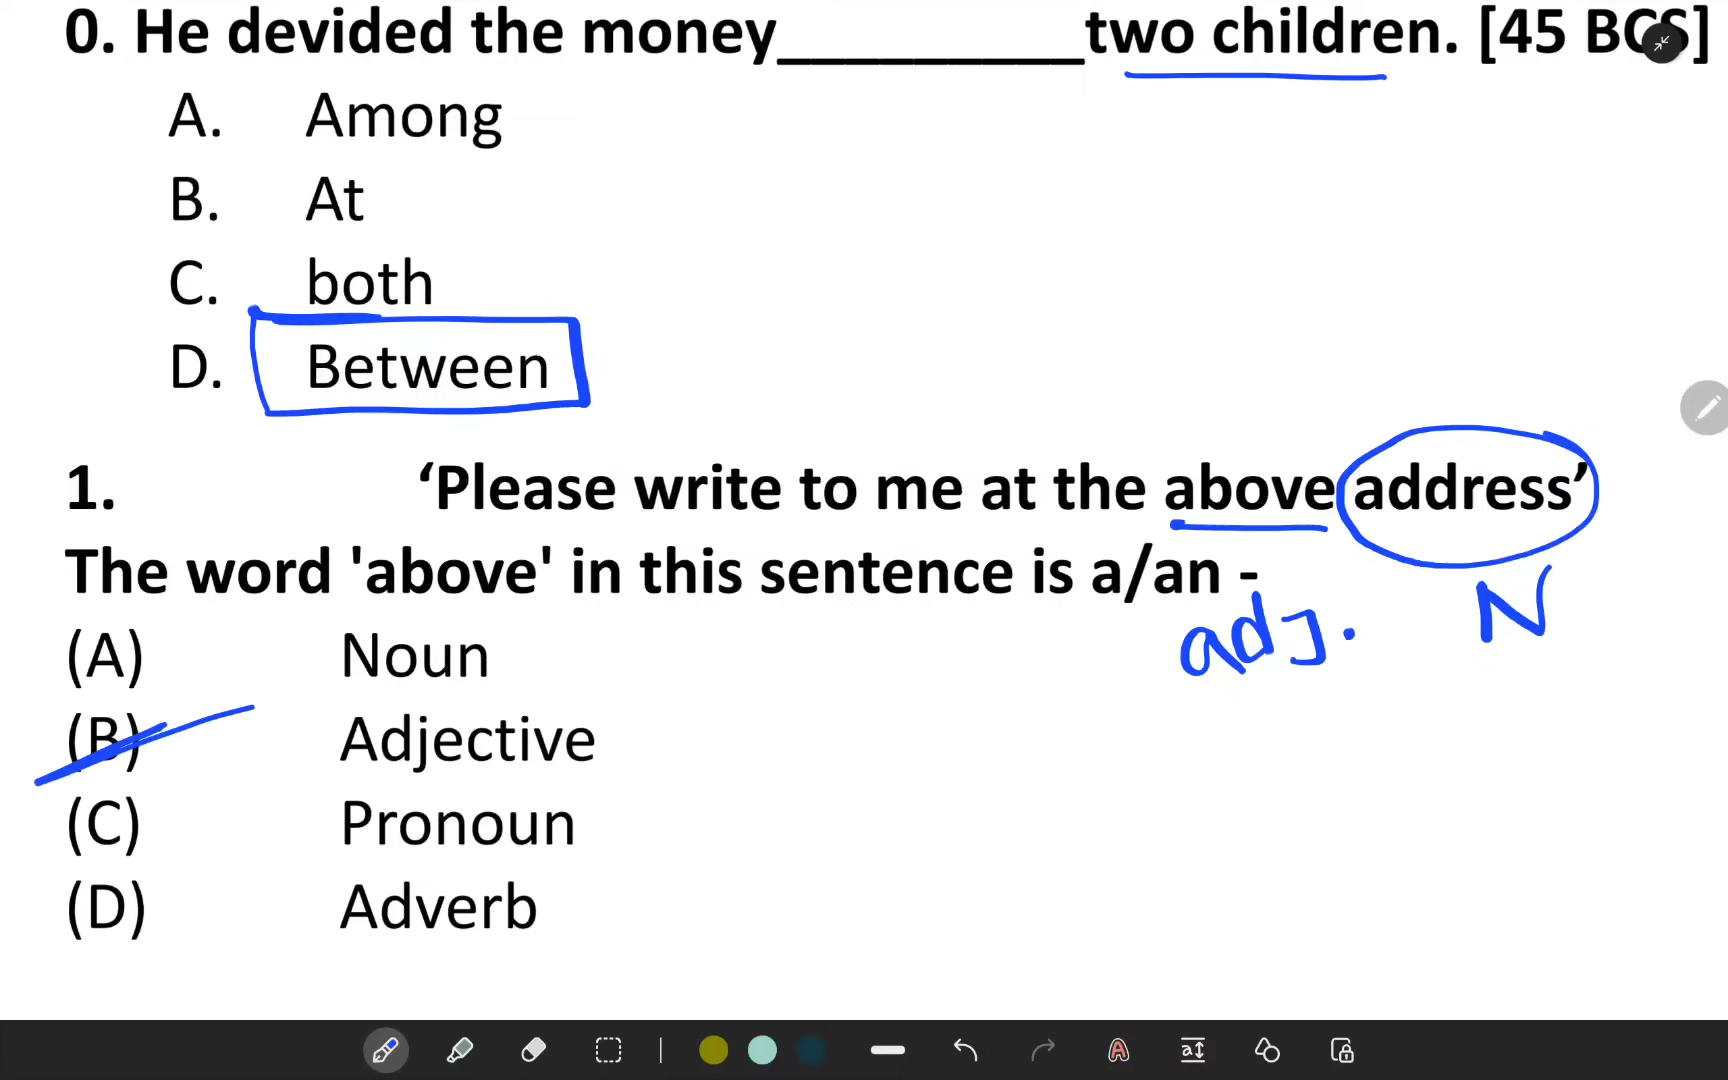 0. He devided the money_________two children. [45 BCS]
A. Among
B. At
C. both
D. Between
1. ‘Please write to me at the above address’
N
The word 'above' in this sentence is a/an -
adj.
(A) Noun
(B) Adjective
(C) Pronoun
(D) Adverb